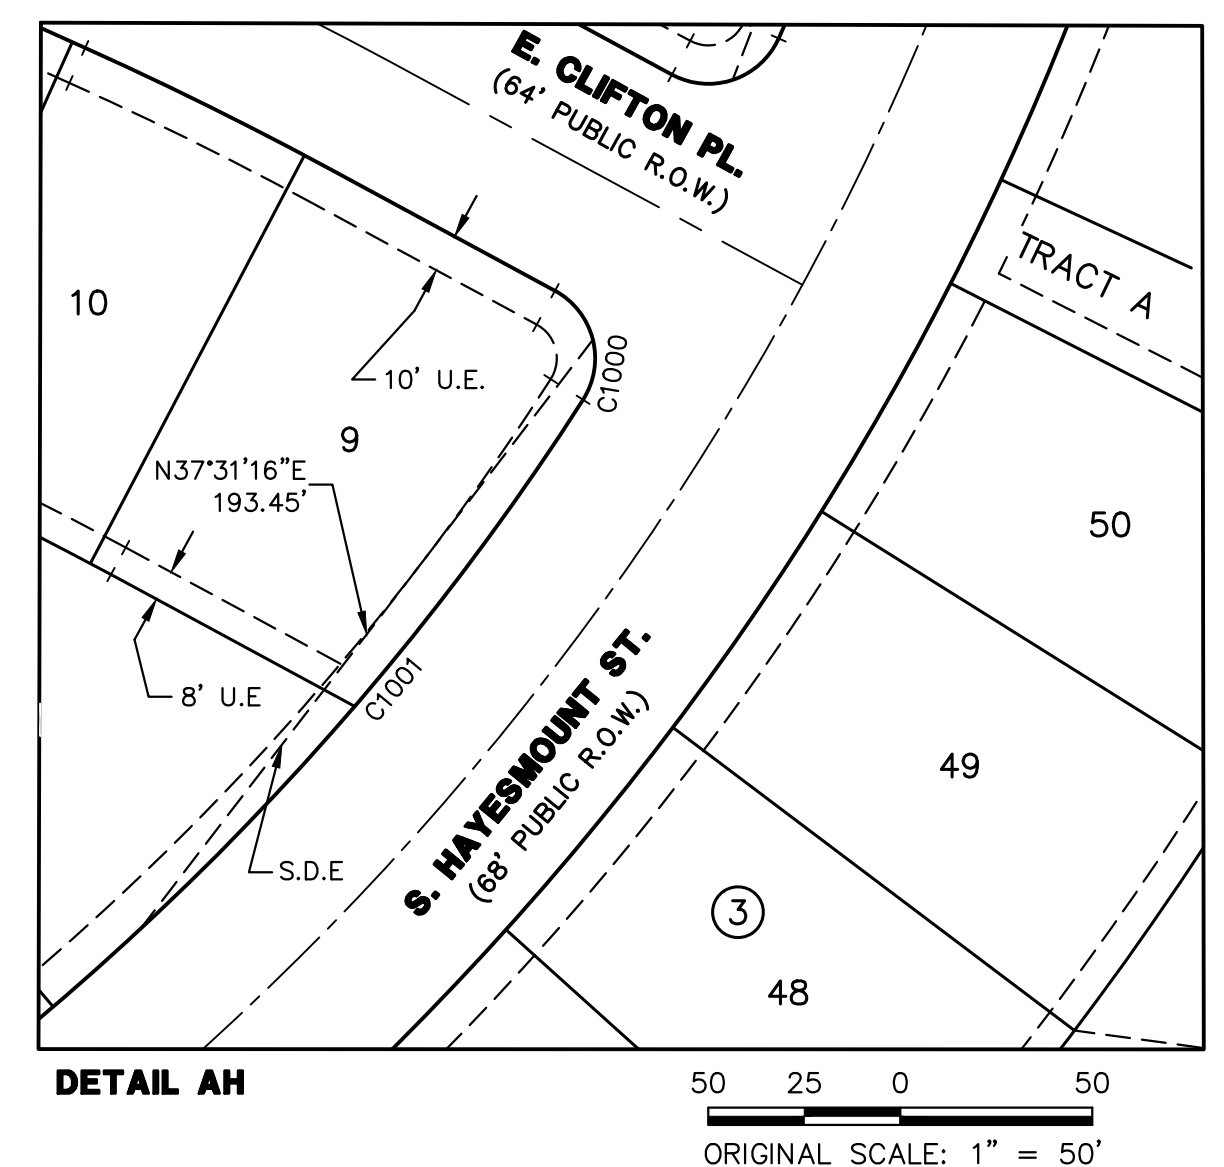 E. CLIFTON PL.
(64' PUBLIC R.O.W.)
TRACT A
10
C1000
10' U.E.
9
N37°31'16"E
193.45'
50
8' U.E
C1001
S. HAYESMOUNT ST.
(68' PUBLIC R.O.W.)
49
S.D.E
3
48
DETAIL AH
50 25 0 50
ORIGINAL SCALE: 1" = 50'